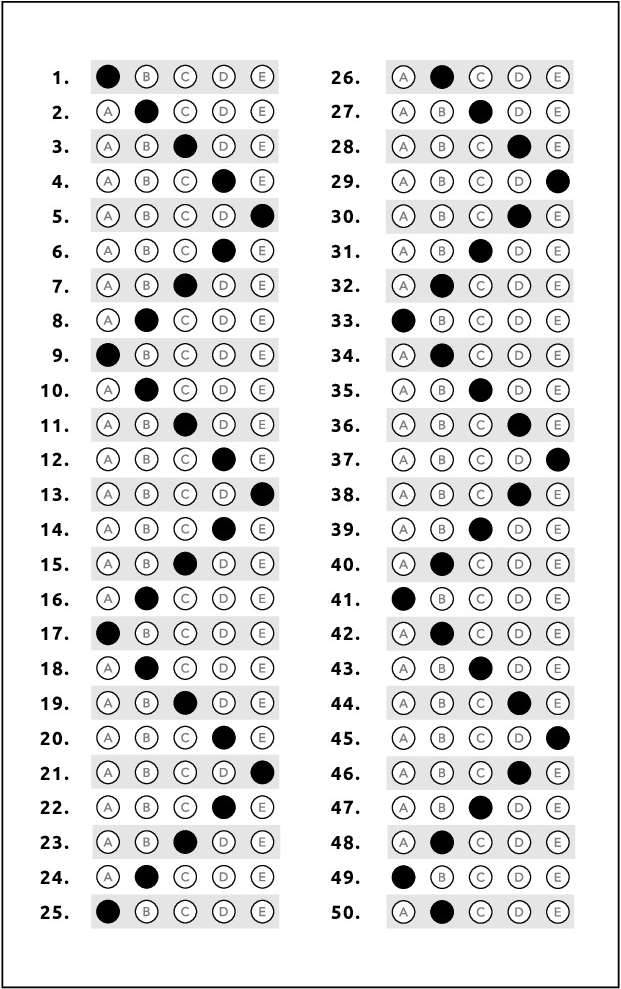 1. B C D E
2. A C D E
3. A B D E
4. A B C E
5. A B C D
6. A B C E
7. A B D E
8. A C D E
9. B C D E
10. A C D E
11. A B D E
12. A B C E
13. A B C D
14. A B C E
15. A B D E
16. A C D E
17. B C D E
18. A C D E
19. A B D E
20. A B C E
21. A B C D
22. A B C E
23. A B D E
24. A C D E
25. B C D E
26. A C D E
27. A B D E
28. A B C E
29. A B C D
30. A B C E
31. A B D E
32. A C D E
33. B C D E
34. A C D E
35. A B D E
36. A B C E
37. A B C D
38. A B C E
39. A B D E
40. A C D E
41. B C D E
42. A C D E
43. A B D E
44. A B C E
45. A B C D
46. A B C E
47. A B D E
48. A C D E
49. B C D E
50. A C D E